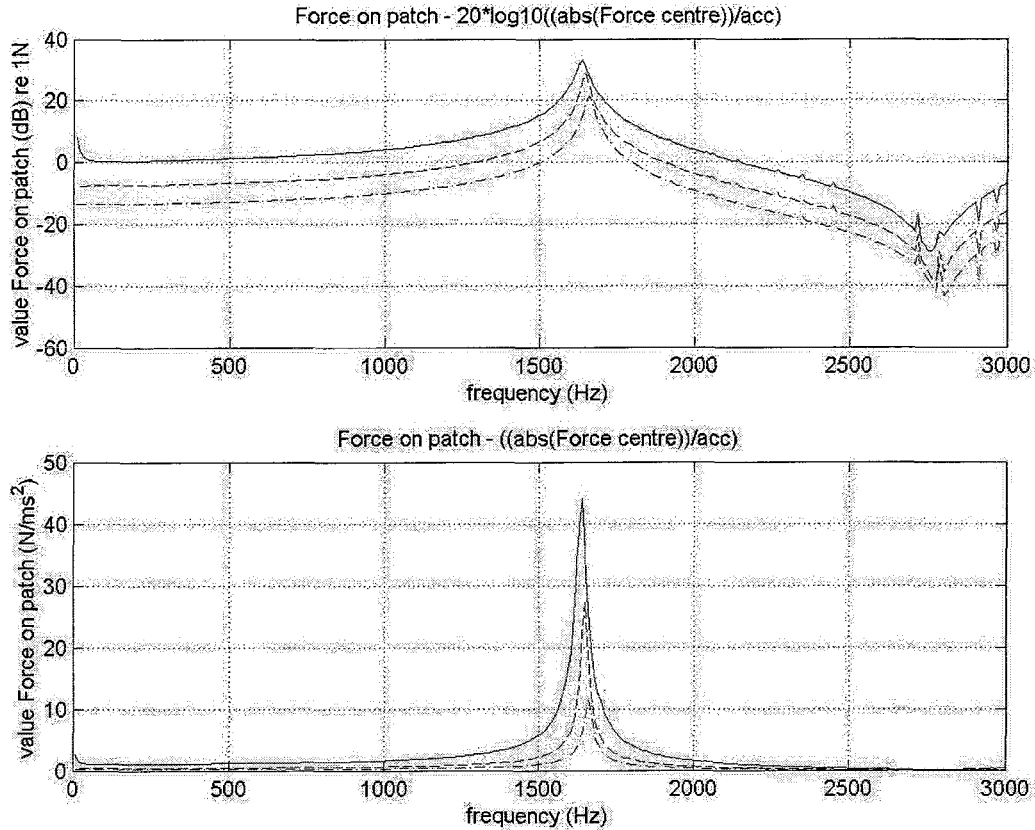 Force on patch - 20*log10((abs(Force centre))/acc)
value Force on patch (dB) re 1N
40
20
0
-20
-40
-60
0 500 1000 1500 2000 2500 3000
frequency (Hz)
Force on patch - ((abs(Force centre))/acc)
value Force on patch (N/ms²)
50
40
30
20
10
0
0 500 1000 1500 2000 2500 3000
frequency (Hz)